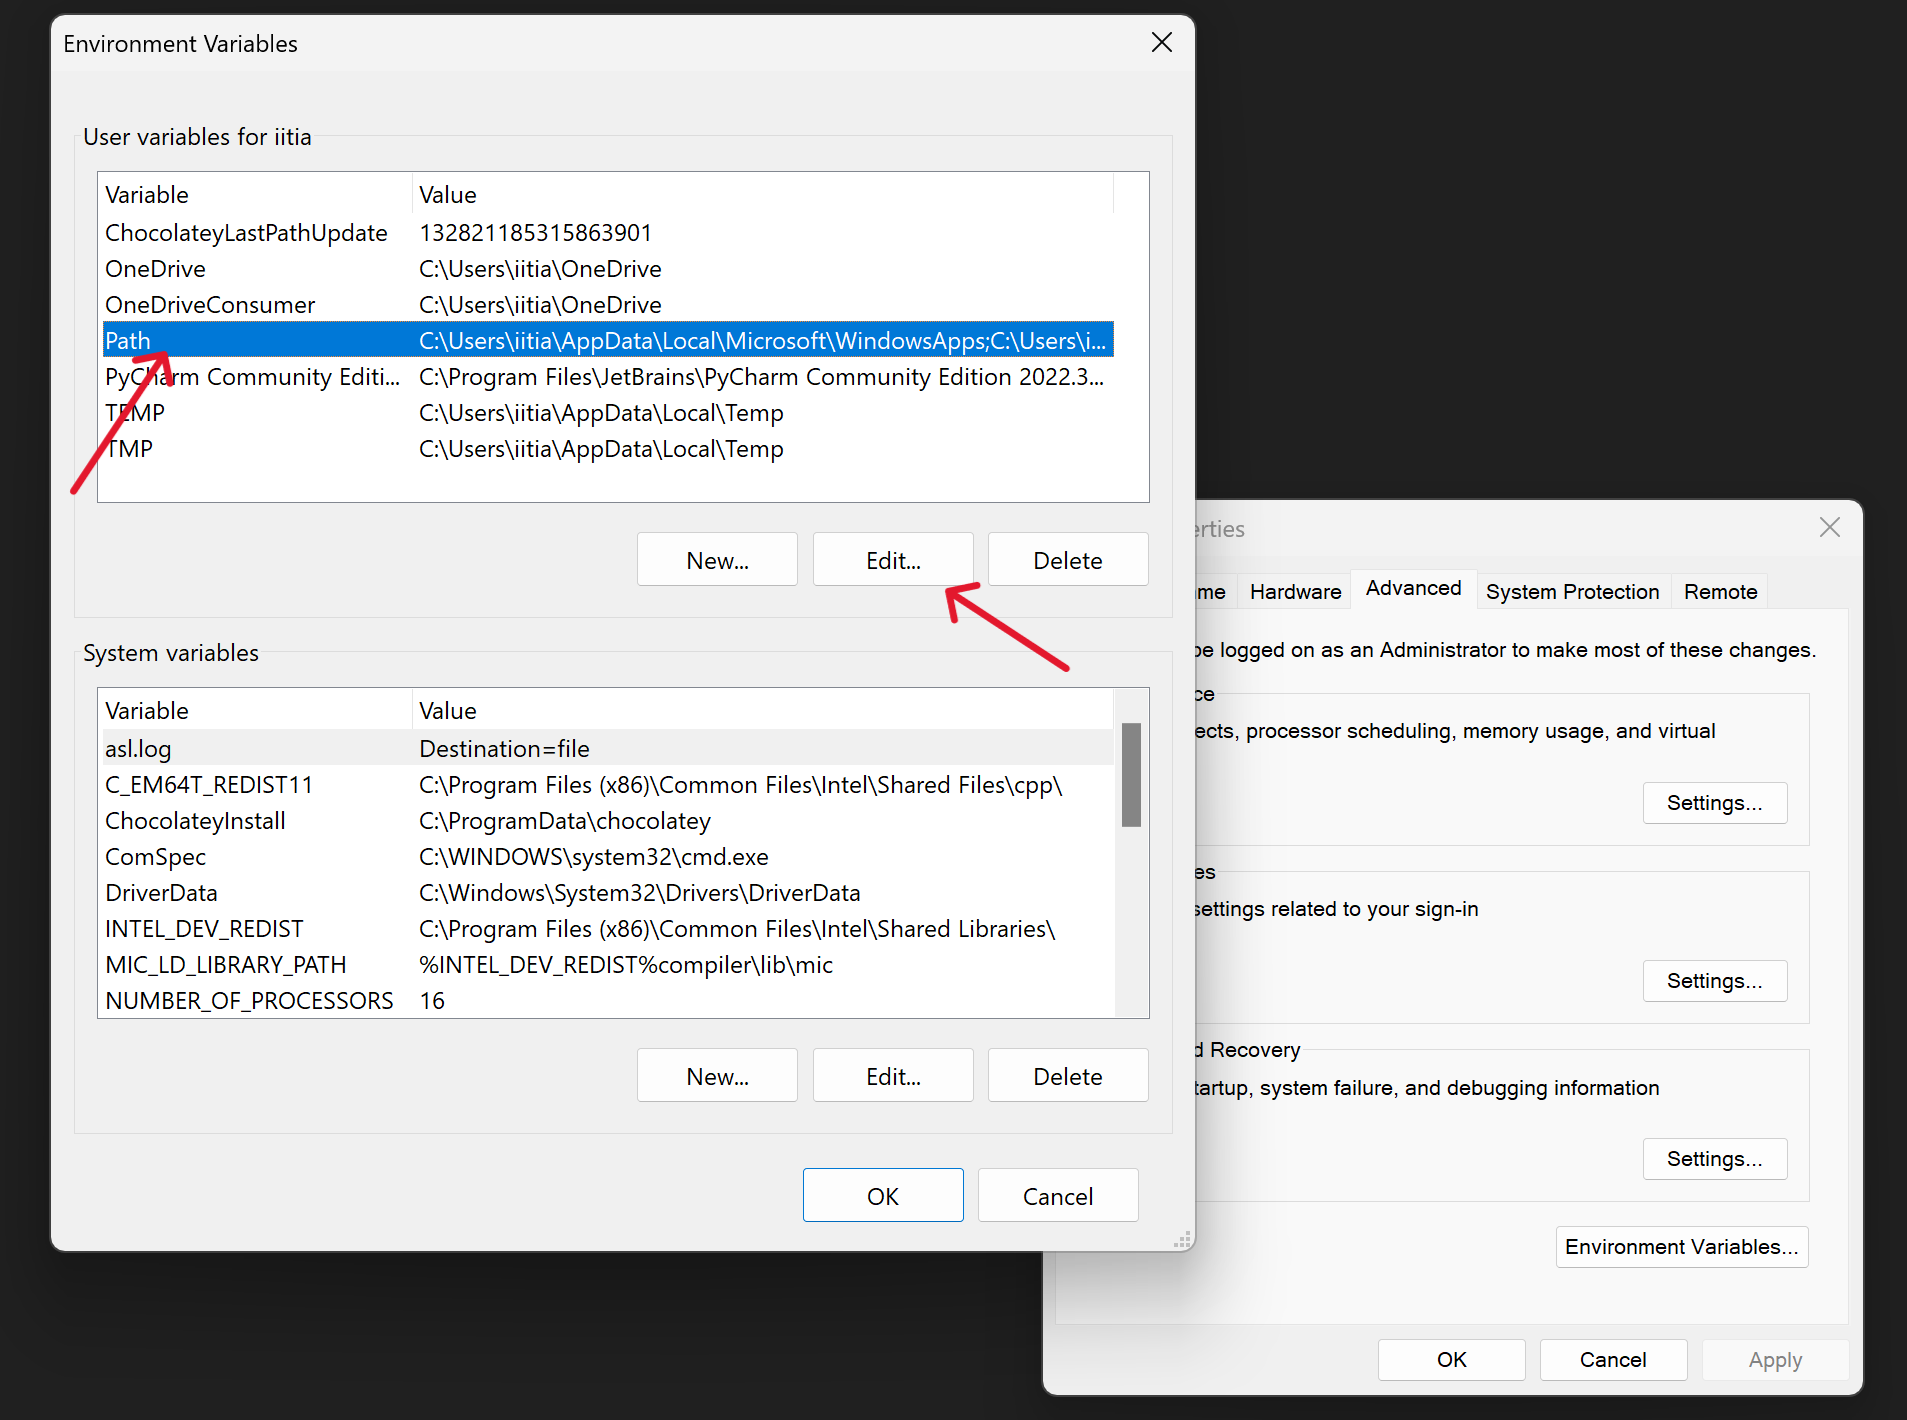 Environment Variables
User variables for iitia
Variable Value
ChocolateyLastPathUpdate 132821185315863901
OneDrive C:\Users\iitia\OneDrive
OneDriveConsumer C:\Users\iitia\OneDrive
Path C:\Users\iitia\AppData\Local\Microsoft\WindowsApps;C:\Users\i...
PyCharm Community Editi... C:\Program Files\JetBrains\PyCharm Community Edition 2022.3...
TEMP C:\Users\iitia\AppData\Local\Temp
TMP C:\Users\iitia\AppData\Local\Temp
New... Edit... Delete
System variables
Variable Value
asl.log Destination=file
C_EM64T_REDIST11 C:\Program Files (x86)\Common Files\Intel\Shared Files\cpp\
ChocolateyInstall C:\ProgramData\chocolatey
ComSpec C:\WINDOWS\system32\cmd.exe
DriverData C:\Windows\System32\Drivers\DriverData
INTEL_DEV_REDIST C:\Program Files (x86)\Common Files\Intel\Shared Libraries\
MIC_LD_LIBRARY_PATH %INTEL_DEV_REDIST%compiler\lib\mic
NUMBER_OF_PROCESSORS 16
New... Edit... Delete
OK Cancel
erties
me Hardware Advanced System Protection Remote
be logged on as an Administrator to make most of these changes.
ce
ects, processor scheduling, memory usage, and virtual
Settings...
es
settings related to your sign-in
Settings...
d Recovery
tartup, system failure, and debugging information
Settings...
Environment Variables...
OK Cancel Apply